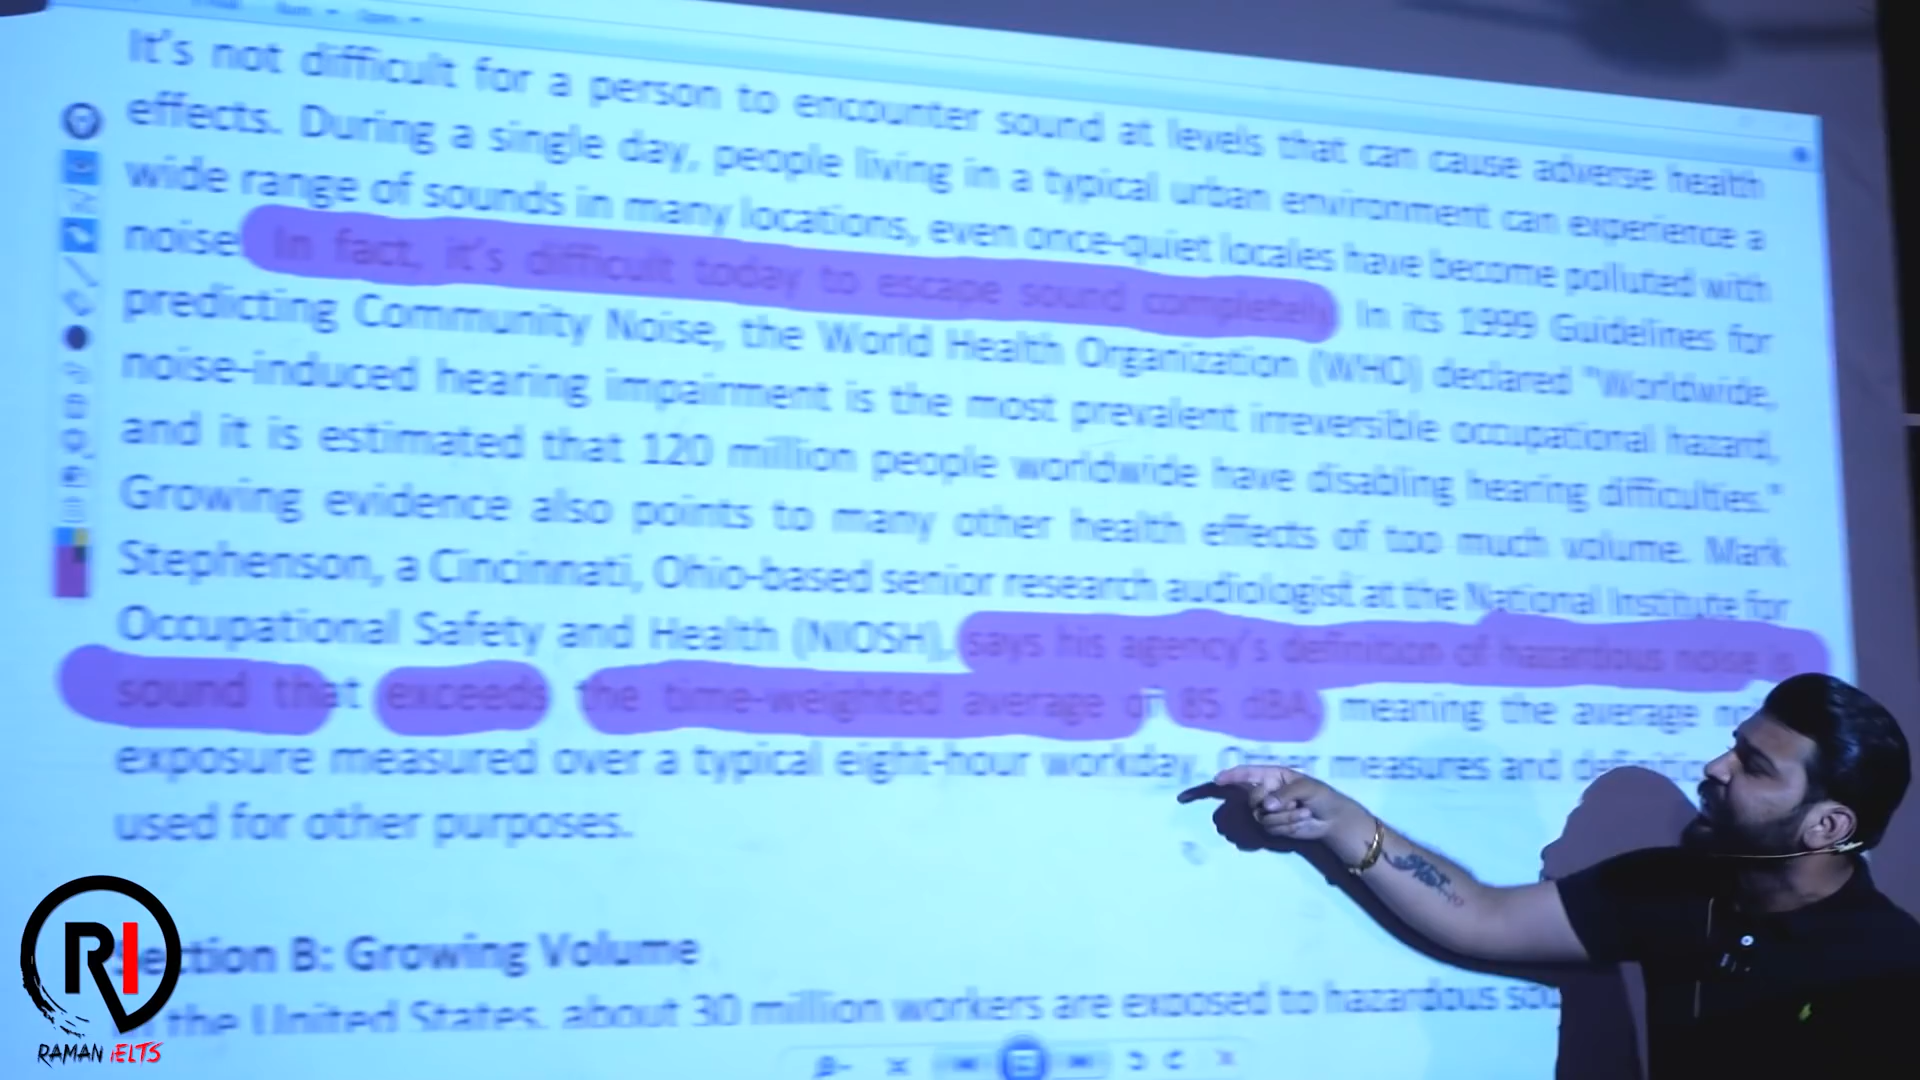 It's not difficult for a person to encounter sound at levels that can cause adverse health
effects. During a single day, people living in a typical urban environment can experience a
wide range of sounds in many locations, even once-quiet locales have become polluted with
noise. In fact, it's difficult today to escape sound completely. In its 1999 Guidelines for
predicting Community Noise, the World Health Organization (WHO) declared "Worldwide,
noise-induced hearing impairment is the most prevalent irreversible occupational hazard,
and it is estimated that 120 million people worldwide have disabling hearing difficulties."
Growing evidence also points to many other health effects of too much volume. Mark
Stephenson, a Cincinnati, Ohio-based senior research audiologist at the National Institute for
Occupational Safety and Health (NIOSH), says his agency's definition of hazardous noise is
sound that exceeds the time-weighted average of 85 dBA, meaning the average
exposure measured over a typical eight-hour workday. Other measures and
used for other purposes.
Section B: Growing Volume
the United States, about 30 million workers are exposed to hazardous
RI
RAMAN iELTS